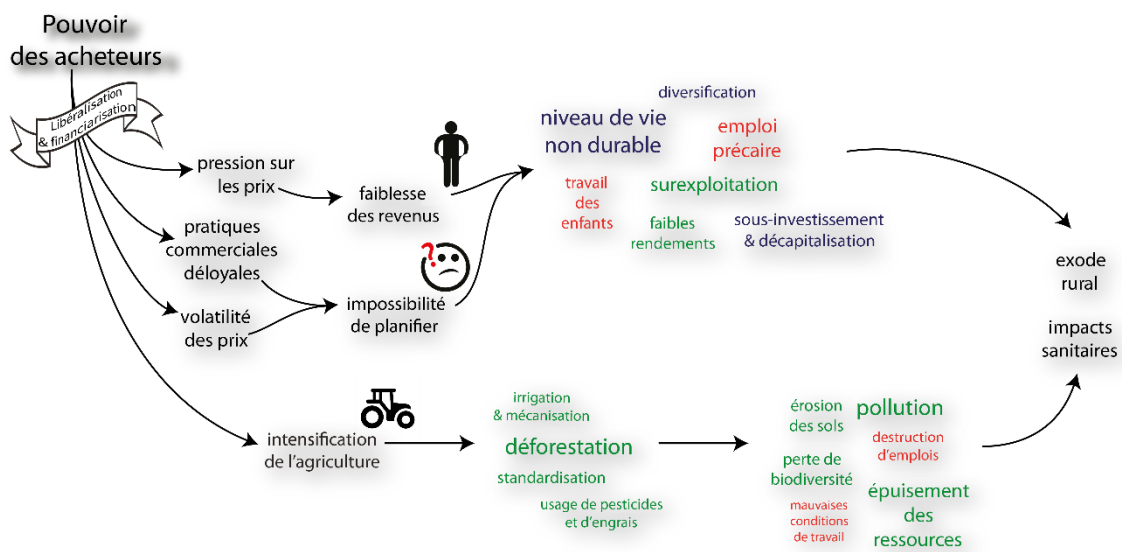 Pouvoir
des acheteurs
Libéralisation
& financiarisation
pression sur
les prix
faiblesse
des revenus
pratiques
commerciales
déloyales
volatilité
des prix
?
impossibilité
de planifier
diversification
niveau de vie
non durable
emploi
précaire
travail
des
enfants
surexploitation
faibles
rendements
sous-investissement
& décapitalisation
exode
rural
impacts
sanitaires
intensification
de l'agriculture
irrigation
& mécanisation
déforestation
standardisation
usage de pesticides
et d'engrais
érosion
des sols
pollution
destruction
d'emplois
perte de
biodiversité
mauvaises
conditions
de travail
épuisement
des
ressources